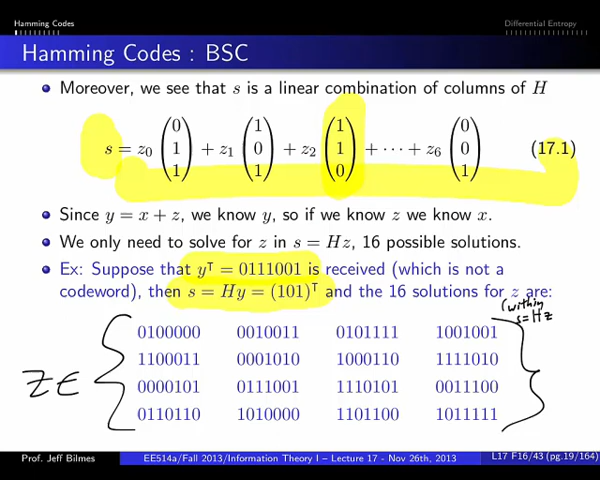 Hamming Codes Differential Entropy
Hamming Codes : BSC
Moreover, we see that s is a linear combination of columns of H
s = z₀ (0 1 1) + z₁ (1 0 1) + z₂ (1 1 0) + ··· + z₆ (0 0 1) (17.1)
Since y = x + z, we know y, so if we know z we know x.
We only need to solve for z in s = Hz, 16 possible solutions.
Ex: Suppose that yᵀ = 0111001 is received (which is not a
codeword), then s = Hy = (101)ᵀ and the 16 solutions for z are:
(within
s=Hz
0100000 0010011 0101111 1001001
1100011 0001010 1000110 1111010
Z∈
0000101 0111001 1110101 0011100
0110110 1010000 1101100 1011111
Prof. Jeff Bilmes EE514a/Fall 2013/Information Theory I – Lecture 17 - Nov 26th, 2013 L17 F16/43 (pg.19/164)